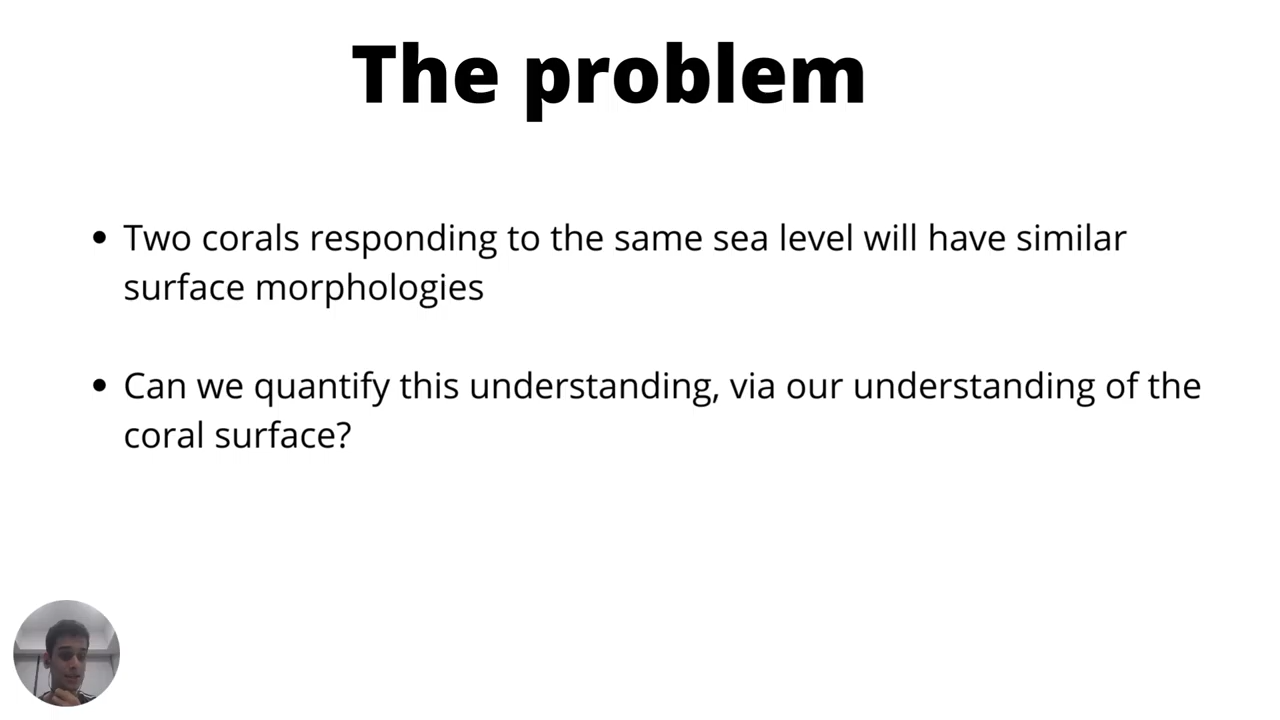 The problem
• Two corals responding to the same sea level will have similar
surface morphologies
• Can we quantify this understanding, via our understanding of the
coral surface?